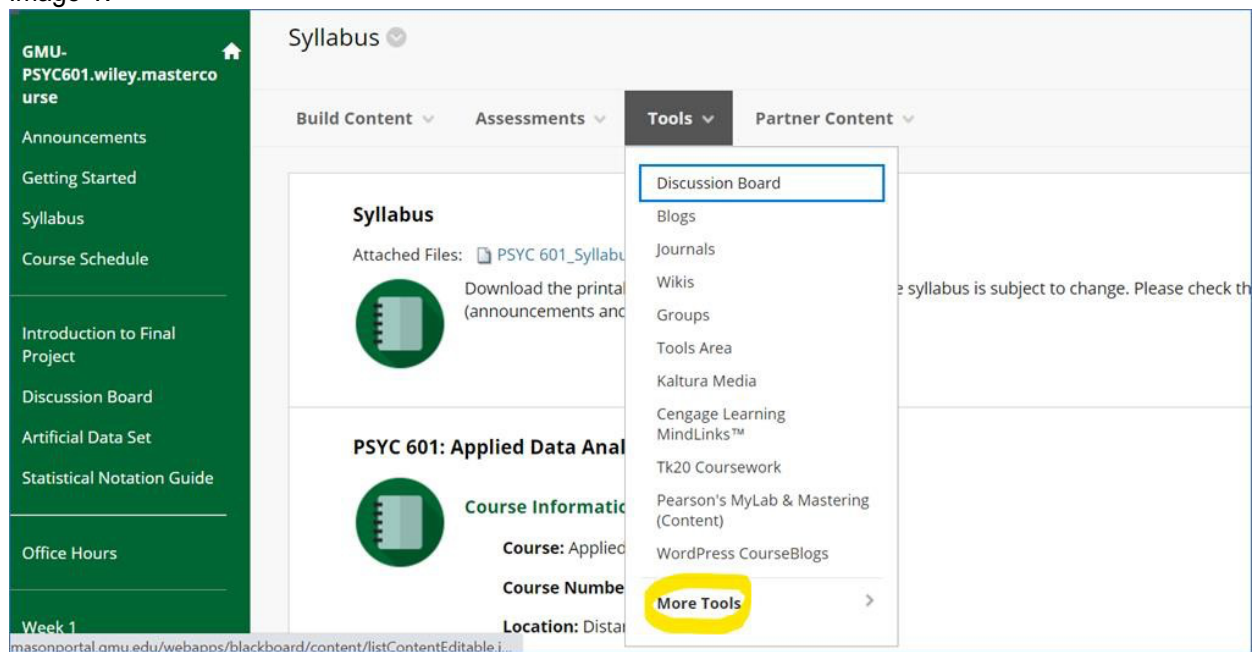 GMU-
PSYC601.wiley.masterco
urse
Announcements
Getting Started
Syllabus
Course Schedule
Introduction to Final
Project
Discussion Board
Artificial Data Set
Statistical Notation Guide
Office Hours
Week 1
masonportal.gmu.edu/webapps/blackboard/content/listContentEditable.j...
Syllabus
Build Content
Assessments
Tools
Partner Content
Discussion Board
Blogs
Journals
Wikis
Groups
Tools Area
Kaltura Media
Cengage Learning
MindLinks™
Tk20 Coursework
Pearson's MyLab & Mastering
(Content)
WordPress CourseBlogs
More Tools
Syllabus
Attached Files: PSYC 601_Syllabu
Download the printa
e syllabus is subject to change. Please check th
(announcements and
PSYC 601: Applied Data Anal
Course Informatio
Course: Applied
Course Numbe
Location: Distan